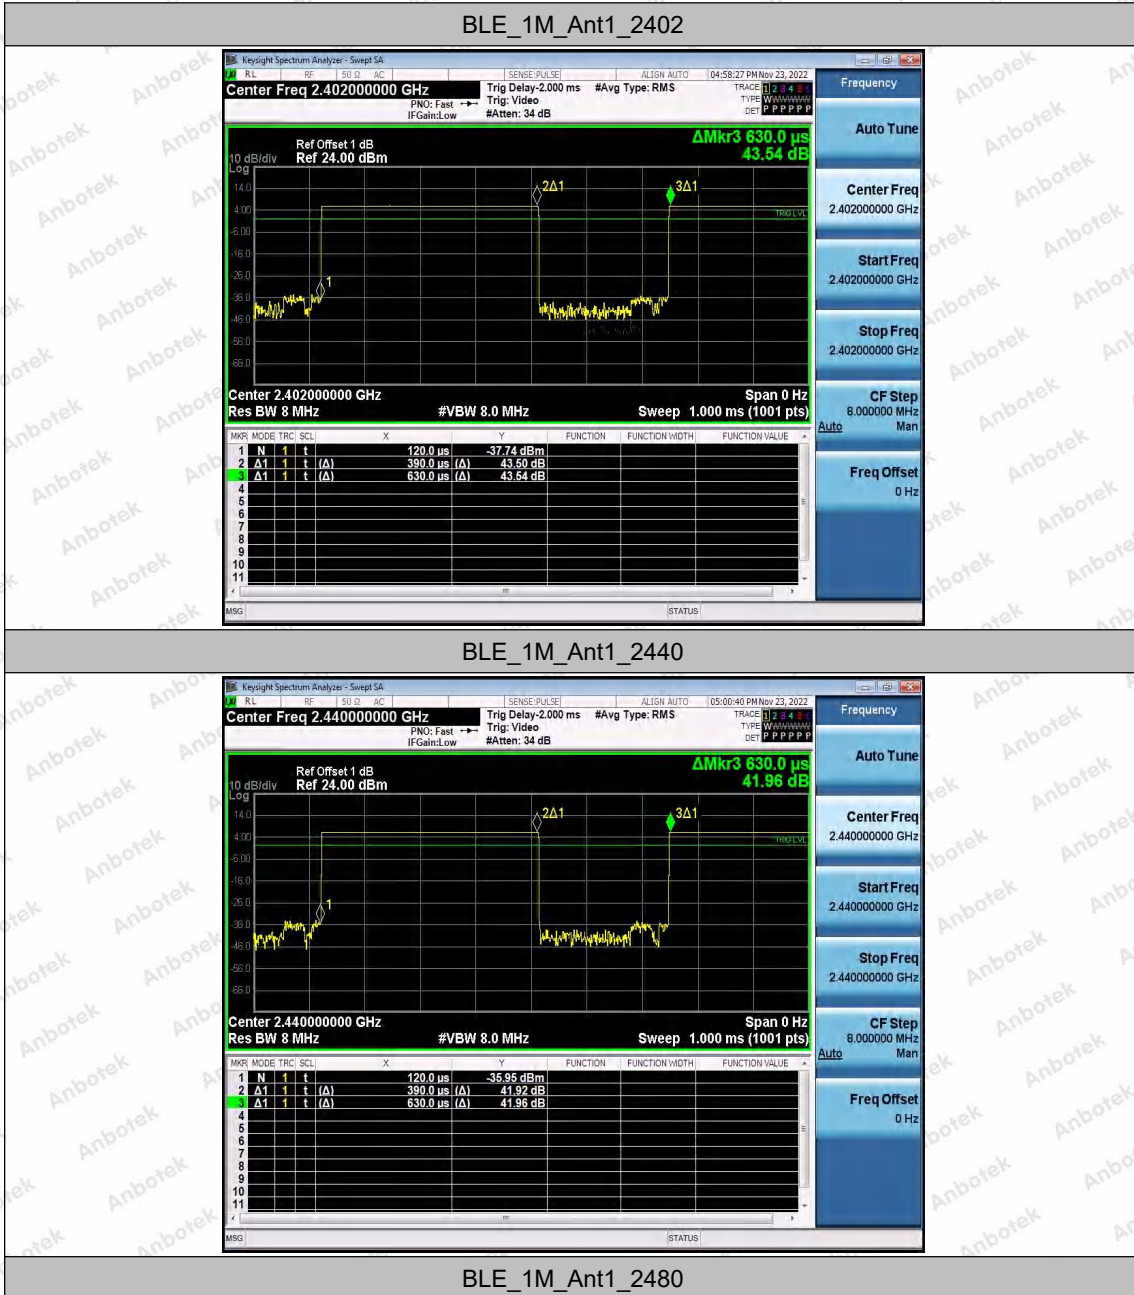 BLE_1M_Ant1_2402
Keysight Spectrum Analyzer - Swept SA
RL RF 50 Ω AC SENSE:PULSE ALIGN AUTO 04:58:27 PM Nov 23, 2022
Center Freq 2.402000000 GHz
PNO: Fast
IFGain:Low
Trig Delay-2.000 ms
Trig: Video
#Atten: 34 dB
#Avg Type: RMS
TRACE 1 2 3 4 5 6
TYPE WWWWWW
DET P P P P P P
ΔMkr3 630.0 µs
43.54 dB
Ref Offset 1 dB
10 dB/div Ref 24.00 dBm
Log
14.0
4.00
-6.00
-16.0
-26.0
-36.0
-46.0
-56.0
-66.0
1
2Δ1
3Δ1
TRIG LVL
Center 2.402000000 GHz Span 0 Hz
Res BW 8 MHz #VBW 8.0 MHz Sweep 1.000 ms (1001 pts)
MKR MODE TRC SCL X Y FUNCTION FUNCTION WIDTH FUNCTION VALUE
1 N 1 t 120.0 µs -37.74 dBm
2 Δ1 1 t (Δ) 390.0 µs (Δ) 43.50 dB
3 Δ1 1 t (Δ) 630.0 µs (Δ) 43.54 dB
4
5
6
7
8
9
10
11
MSG STATUS
Frequency
Auto Tune
Center Freq
2.402000000 GHz
Start Freq
2.402000000 GHz
Stop Freq
2.402000000 GHz
CF Step
8.000000 MHz
Auto Man
Freq Offset
0 Hz
BLE_1M_Ant1_2440
Keysight Spectrum Analyzer - Swept SA
RL RF 50 Ω AC SENSE:PULSE ALIGN AUTO 05:00:40 PM Nov 23, 2022
Center Freq 2.440000000 GHz
PNO: Fast
IFGain:Low
Trig Delay-2.000 ms
Trig: Video
#Atten: 34 dB
#Avg Type: RMS
TRACE 1 2 3 4 5 6
TYPE WWWWWW
DET P P P P P P
ΔMkr3 630.0 µs
41.96 dB
Ref Offset 1 dB
10 dB/div Ref 24.00 dBm
Log
14.0
4.00
-6.00
-16.0
-26.0
-36.0
-46.0
-56.0
-66.0
1
2Δ1
3Δ1
TRIG LVL
Center 2.440000000 GHz Span 0 Hz
Res BW 8 MHz #VBW 8.0 MHz Sweep 1.000 ms (1001 pts)
MKR MODE TRC SCL X Y FUNCTION FUNCTION WIDTH FUNCTION VALUE
1 N 1 t 120.0 µs -35.95 dBm
2 Δ1 1 t (Δ) 390.0 µs (Δ) 41.92 dB
3 Δ1 1 t (Δ) 630.0 µs (Δ) 41.96 dB
4
5
6
7
8
9
10
11
MSG STATUS
Frequency
Auto Tune
Center Freq
2.440000000 GHz
Start Freq
2.440000000 GHz
Stop Freq
2.440000000 GHz
CF Step
8.000000 MHz
Auto Man
Freq Offset
0 Hz
BLE_1M_Ant1_2480
Anbotek